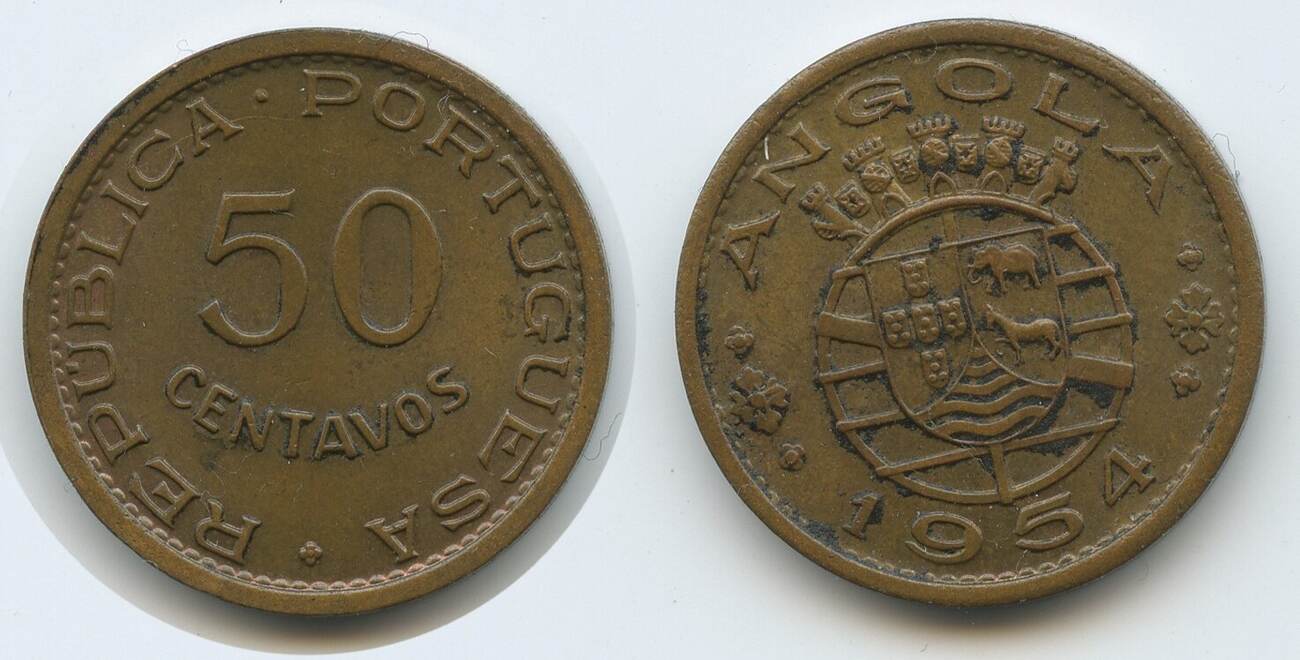 REPÚBLICA · PORTUGUESA
50
CENTAVOS
ANGOLA
1954